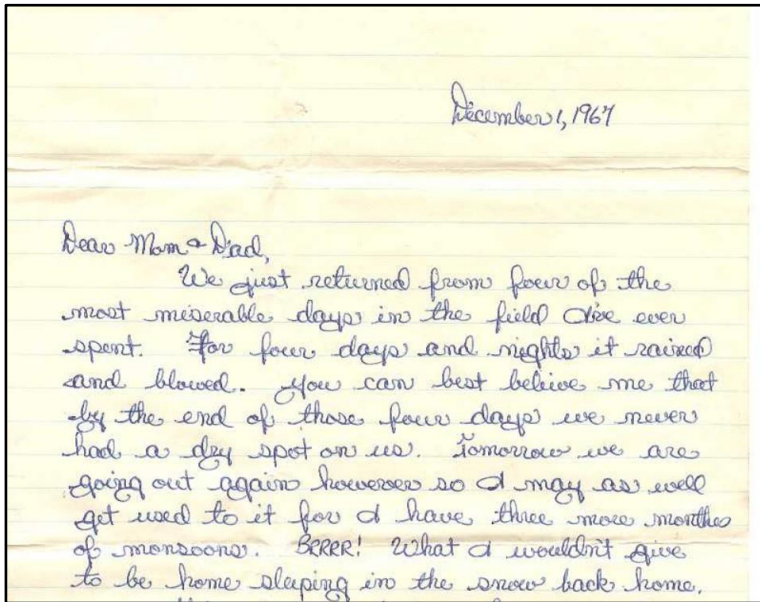 December 1, 1967
Dear Mom & Dad,
We just returned from four of the
most miserable days in the field I've ever
spent. For four days and nights it rained
and blowed. You can best belive me that
by the end of those four days we never
had a dry spot on us. Tomorrow we are
going out again however so I may as well
get used to it for I have three more months
of monsoons. BRRRR! What I wouldn't give
to be home sleeping in the snow back home.